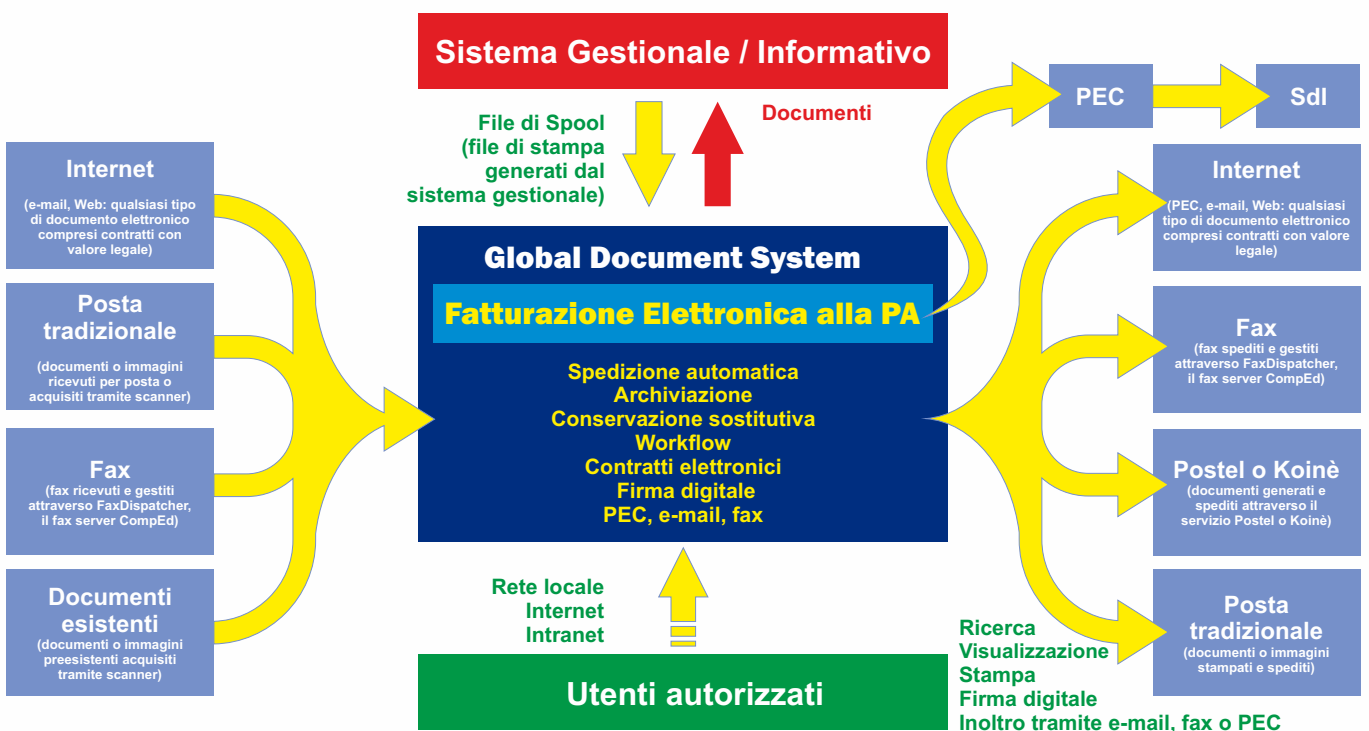 Sistema Gestionale / Informativo
File di Spool
(file di stampa
generati dal
sistema gestionale)
Documenti
PEC
SdI
Internet
(e-mail, Web: qualsiasi tipo
di documento elettronico
compresi contratti con
valore legale)
Posta
tradizionale
(documenti o immagini
ricevuti per posta o
acquisiti tramite scanner)
Fax
(fax ricevuti e gestiti
attraverso FaxDispatcher,
il fax server CompEd)
Documenti
esistenti
(documenti o immagini
preesistenti acquisiti
tramite scanner)
Global Document System
Fatturazione Elettronica alla PA
Spedizione automatica
Archiviazione
Conservazione sostitutiva
Workflow
Contratti elettronici
Firma digitale
PEC, e-mail, fax
Rete locale
Internet
Intranet
Utenti autorizzati
Ricerca
Visualizzazione
Stampa
Firma digitale
Inoltro tramite e-mail, fax o PEC
Internet
(PEC, e-mail, Web: qualsiasi
tipo di documento elettronico
compresi contratti con valore
legale)
Fax
(fax spediti e gestiti
attraverso FaxDispatcher,
il fax server CompEd)
Postel o Koinè
(documenti generati e
spediti attraverso il
servizio Postel o Koinè)
Posta
tradizionale
(documenti o immagini
stampati e spediti)